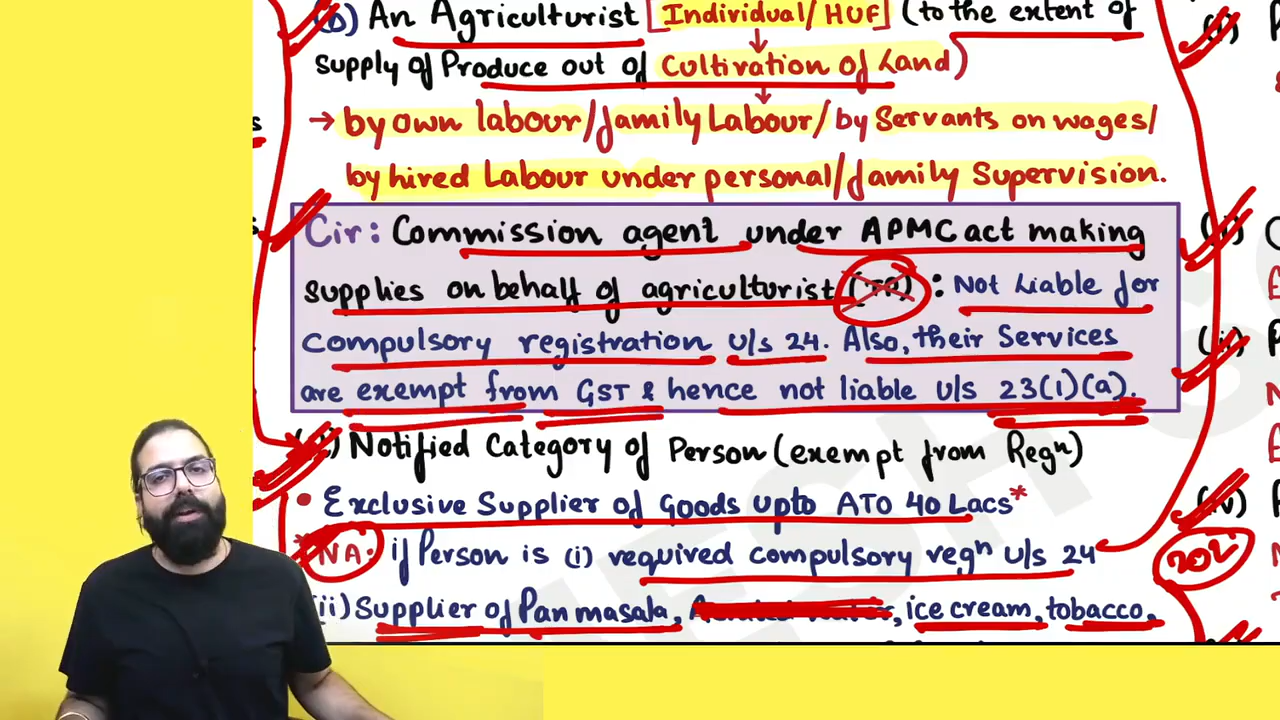 (b) An Agriculturist [Individual/HUF] (to the extent of
supply of Produce out of Cultivation of Land)
→ by own labour/family Labour/by Servants on wages/
by hired Labour under personal/family Supervision.
Cir: Commission agent under APMC act making
supplies on behalf of agriculturist (TP) : Not Liable for
compulsory registration u/s 24. Also, their Services
are exempt from GST & hence not liable u/s 23(1)(a).
Notified Category of Person (exempt from Regn)
• Exclusive Supplier of Goods upto ATO 40 Lacs*
*NA: if Person is (i) required compulsory regn u/s 24
(ii) Supplier of Pan masala, , ice cream, tobacco,
s
s
(i) P
(i)
(ii) P
(iv) P